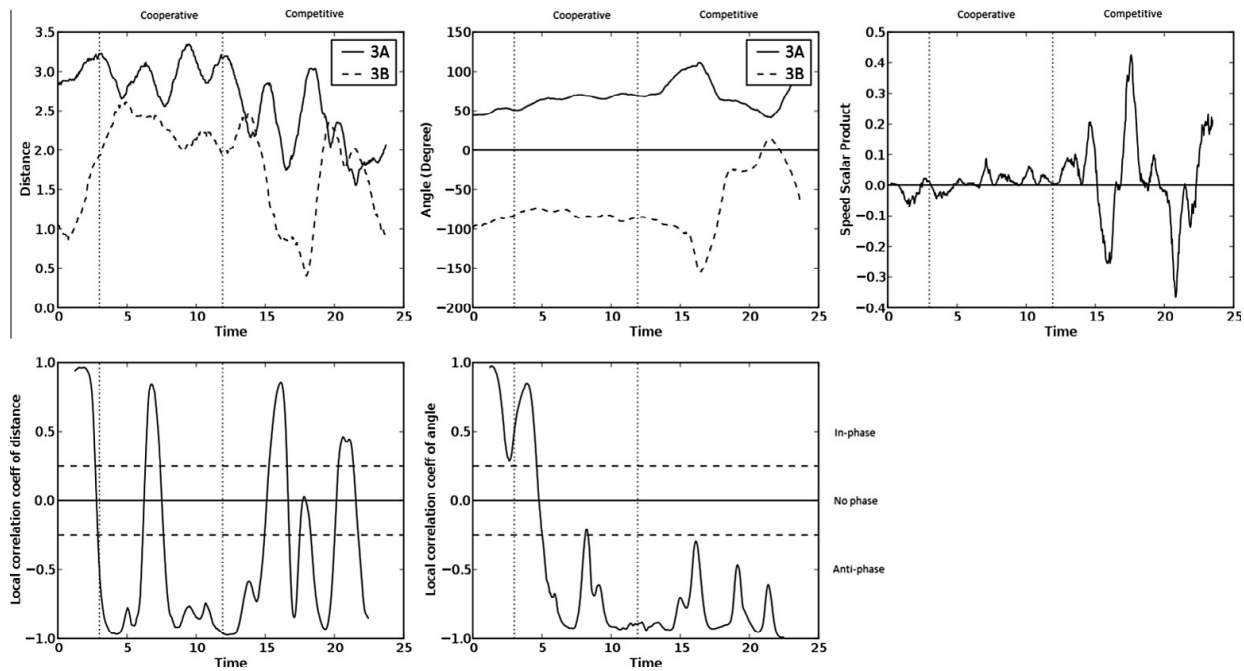 Cooperative Competitive
3.5
3.0
2.5
2.0
1.5
1.0
0.5
0.0
Distance
0 5 10 15 20 25
Time
3A
3B
150
100
50
0
−50
−100
−150
−200
Angle (Degree)
0 5 10 15 20 25
Time
3A
3B
Cooperative Competitive
0.5
0.4
0.3
0.2
0.1
0.0
−0.1
−0.2
−0.3
−0.4
Speed Scalar Product
0 5 10 15 20 25
Time
1.0
0.5
0.0
−0.5
−1.0
Local correlation coeff of distance
0 5 10 15 20 25
Time
1.0
0.5
0.0
−0.5
−1.0
Local correlation coeff of angle
0 5 10 15 20 25
Time
In-phase
No phase
Anti-phase
Cooperative Competitive